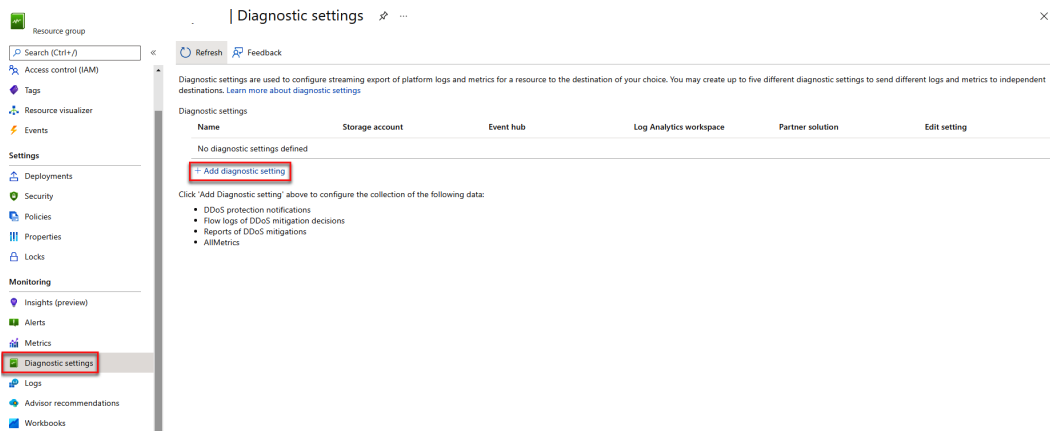 | Diagnostic settings ...
Resource group
Search (Ctrl+/)
«
Refresh
Feedback
Access control (IAM)
Tags
Resource visualizer
Events
Settings
Deployments
Security
Policies
Properties
Locks
Monitoring
Insights (preview)
Alerts
Metrics
Diagnostic settings
Logs
Advisor recommendations
Workbooks
Diagnostic settings are used to configure streaming export of platform logs and metrics for a resource to the destination of your choice. You may create up to five different diagnostic settings to send different logs and metrics to independent
destinations. Learn more about diagnostic settings
Diagnostic settings
Name Storage account Event hub Log Analytics workspace Partner solution Edit setting
No diagnostic settings defined
+ Add diagnostic setting
Click 'Add Diagnostic setting' above to configure the collection of the following data:
• DDoS protection notifications
• Flow logs of DDoS mitigation decisions
• Reports of DDoS mitigations
• AllMetrics